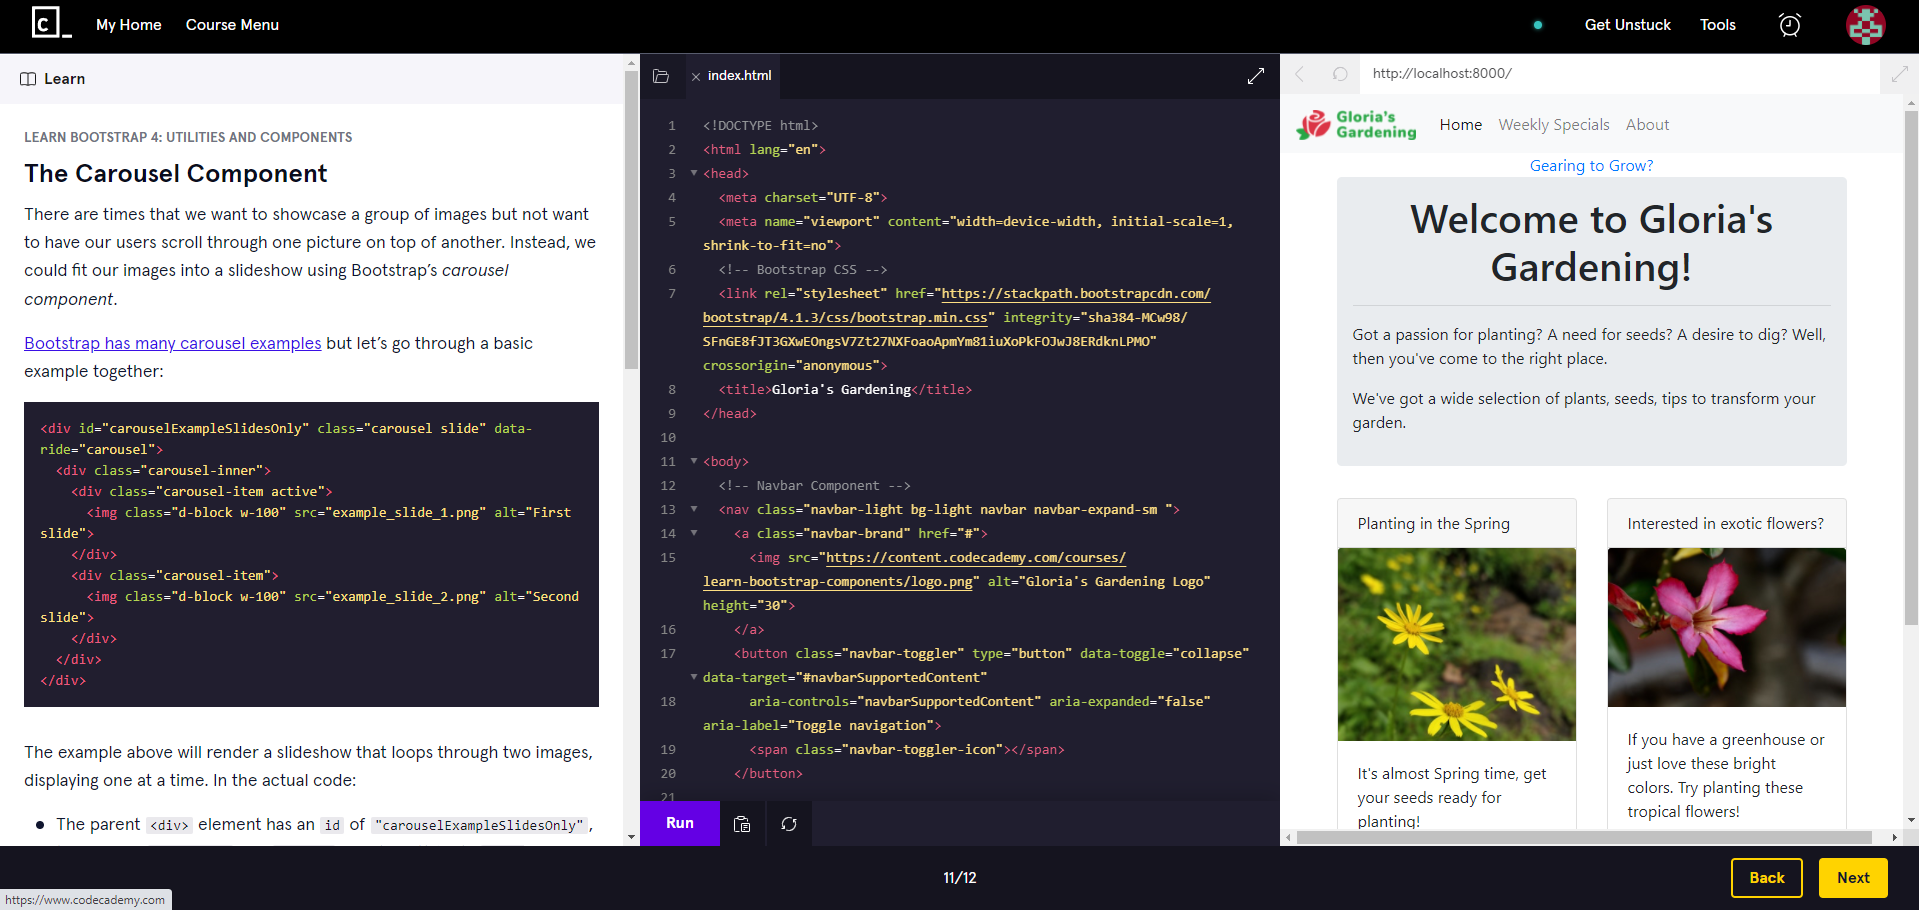 C_
My Home
Course Menu
Get Unstuck
Tools
Learn
LEARN BOOTSTRAP 4: UTILITIES AND COMPONENTS
The Carousel Component
There are times that we want to showcase a group of images but not want
to have our users scroll through one picture on top of another. Instead, we
could fit our images into a slideshow using Bootstrap's carousel
component.
Bootstrap has many carousel examples but let's go through a basic
example together:
<div id="carouselExampleSlidesOnly" class="carousel slide" data-
ride="carousel">
<div class="carousel-inner">
<div class="carousel-item active">
<img class="d-block w-100" src="example_slide_1.png" alt="First
slide">
</div>
<div class="carousel-item">
<img class="d-block w-100" src="example_slide_2.png" alt="Second
slide">
</div>
</div>
</div>
The example above will render a slideshow that loops through two images,
displaying one at a time. In the actual code:
● The parent <div> element has an id of "carouselExampleSlidesOnly",
index.html
1 <!DOCTYPE html>
2 <html lang="en">
3 <head>
4 <meta charset="UTF-8">
5 <meta name="viewport" content="width=device-width, initial-scale=1,
shrink-to-fit=no">
6 <!-- Bootstrap CSS -->
7 <link rel="stylesheet" href="https://stackpath.bootstrapcdn.com/
bootstrap/4.1.3/css/bootstrap.min.css" integrity="sha384-MCw98/
SFnGE8fJT3GXwEOngsV7Zt27NXFoaoApmYm81iuXoPkFOJwJ8ERdknLPMO"
crossorigin="anonymous">
8 <title>Gloria's Gardening</title>
9 </head>
10
11 <body>
12 <!-- Navbar Component -->
13 <nav class="navbar-light bg-light navbar navbar-expand-sm ">
14 <a class="navbar-brand" href="#">
15 <img src="https://content.codecademy.com/courses/
learn-bootstrap-components/logo.png" alt="Gloria's Gardening Logo"
height="30">
16 </a>
17 <button class="navbar-toggler" type="button" data-toggle="collapse"
data-target="#navbarSupportedContent"
18 aria-controls="navbarSupportedContent" aria-expanded="false"
aria-label="Toggle navigation">
19 <span class="navbar-toggler-icon"></span>
20 </button>
21
Run
http://localhost:8000/
Gloria's
Gardening
Home
Weekly Specials
About
Gearing to Grow?
Welcome to Gloria's
Gardening!
Got a passion for planting? A need for seeds? A desire to dig? Well,
then you've come to the right place.
We've got a wide selection of plants, seeds, tips to transform your
garden.
Planting in the Spring
It's almost Spring time, get
your seeds ready for
planting!
Interested in exotic flowers?
If you have a greenhouse or
just love these bright
colors. Try planting these
tropical flowers!
11/12
Back
Next
https://www.codecademy.com